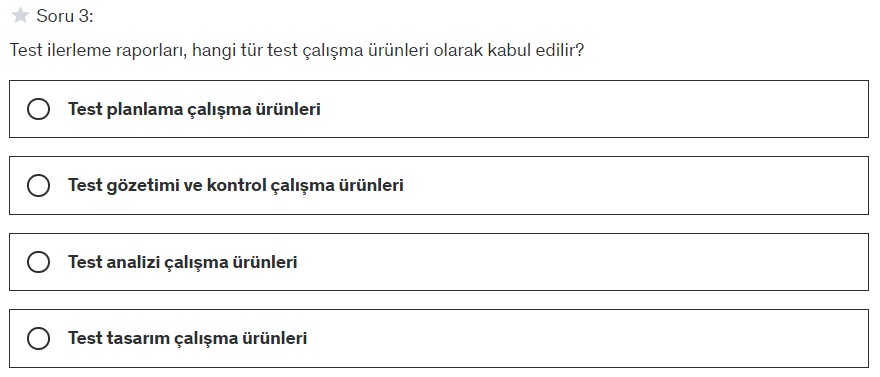 Soru 3:
Test ilerleme raporları, hangi tür test çalışma ürünleri olarak kabul edilir?
Test planlama çalışma ürünleri
Test gözetimi ve kontrol çalışma ürünleri
Test analizi çalışma ürünleri
Test tasarım çalışma ürünleri